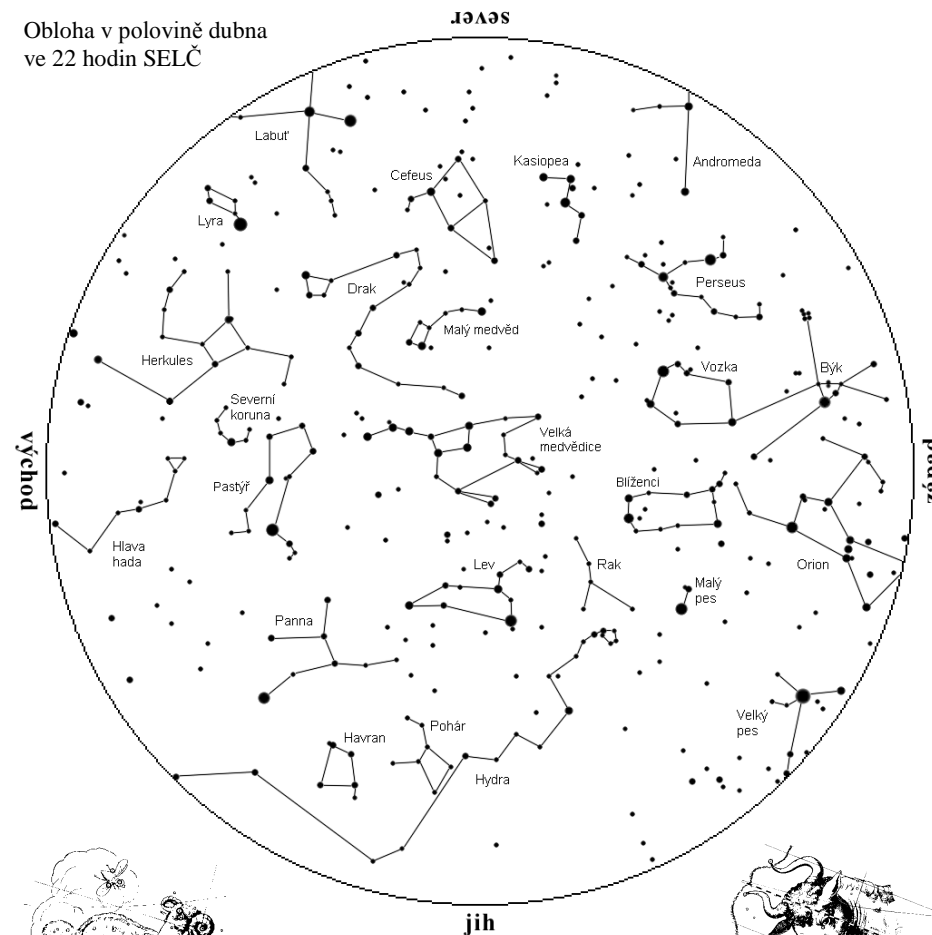 Obloha v polovině dubna
ve 22 hodin SELČ
sever
Labuť
Andromeda
Kasiopea
Cefeus
Lyra
Drak
Perseus
Malý medvěd
Herkules
Vozka
Býk
Severní
koruna
Velká
medvědice
východ
západ
Pastýř
Blíženci
Hlava
hada
Orion
Lev
Rak
Malý
pes
Panna
Velký
pes
Pohár
Havran
Hydra
jih